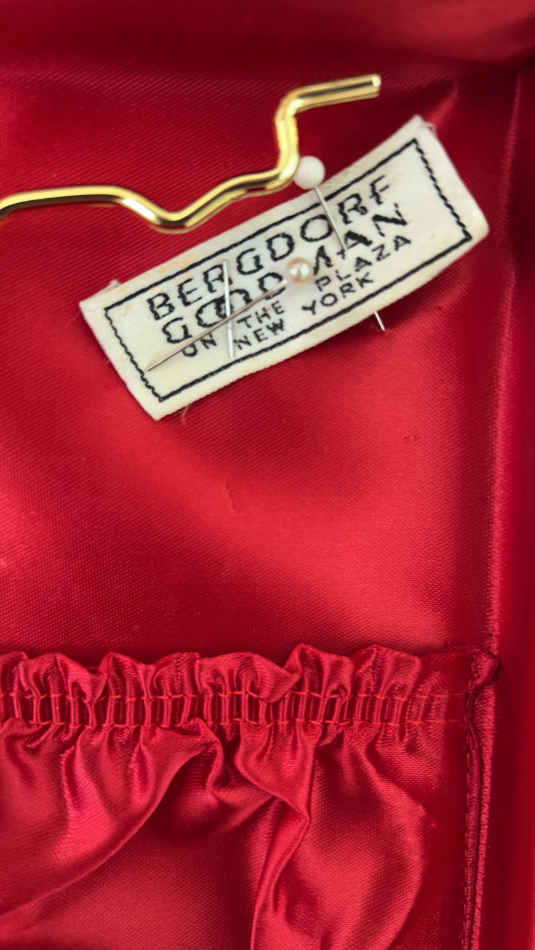 BERGDORF
GOODMAN
ON THE PLAZA
NEW YORK